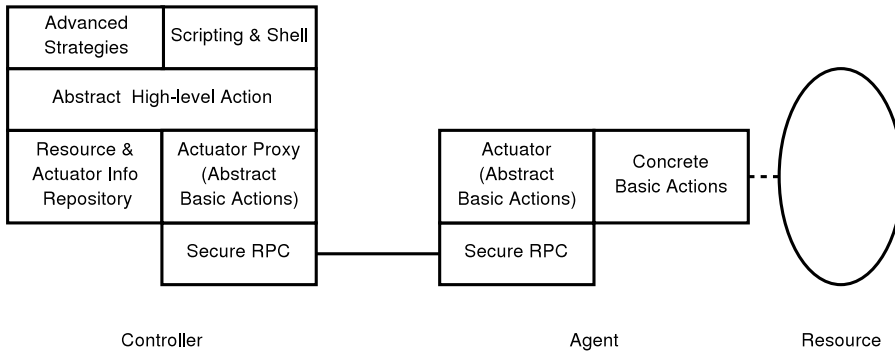 Advanced
Strategies
Scripting & Shell
Abstract High-level Action
Resource &
Actuator Info
Repository
Actuator Proxy
(Abstract
Basic Actions)
Secure RPC
Actuator
(Abstract
Basic Actions)
Concrete
Basic Actions
Secure RPC
Controller
Agent
Resource